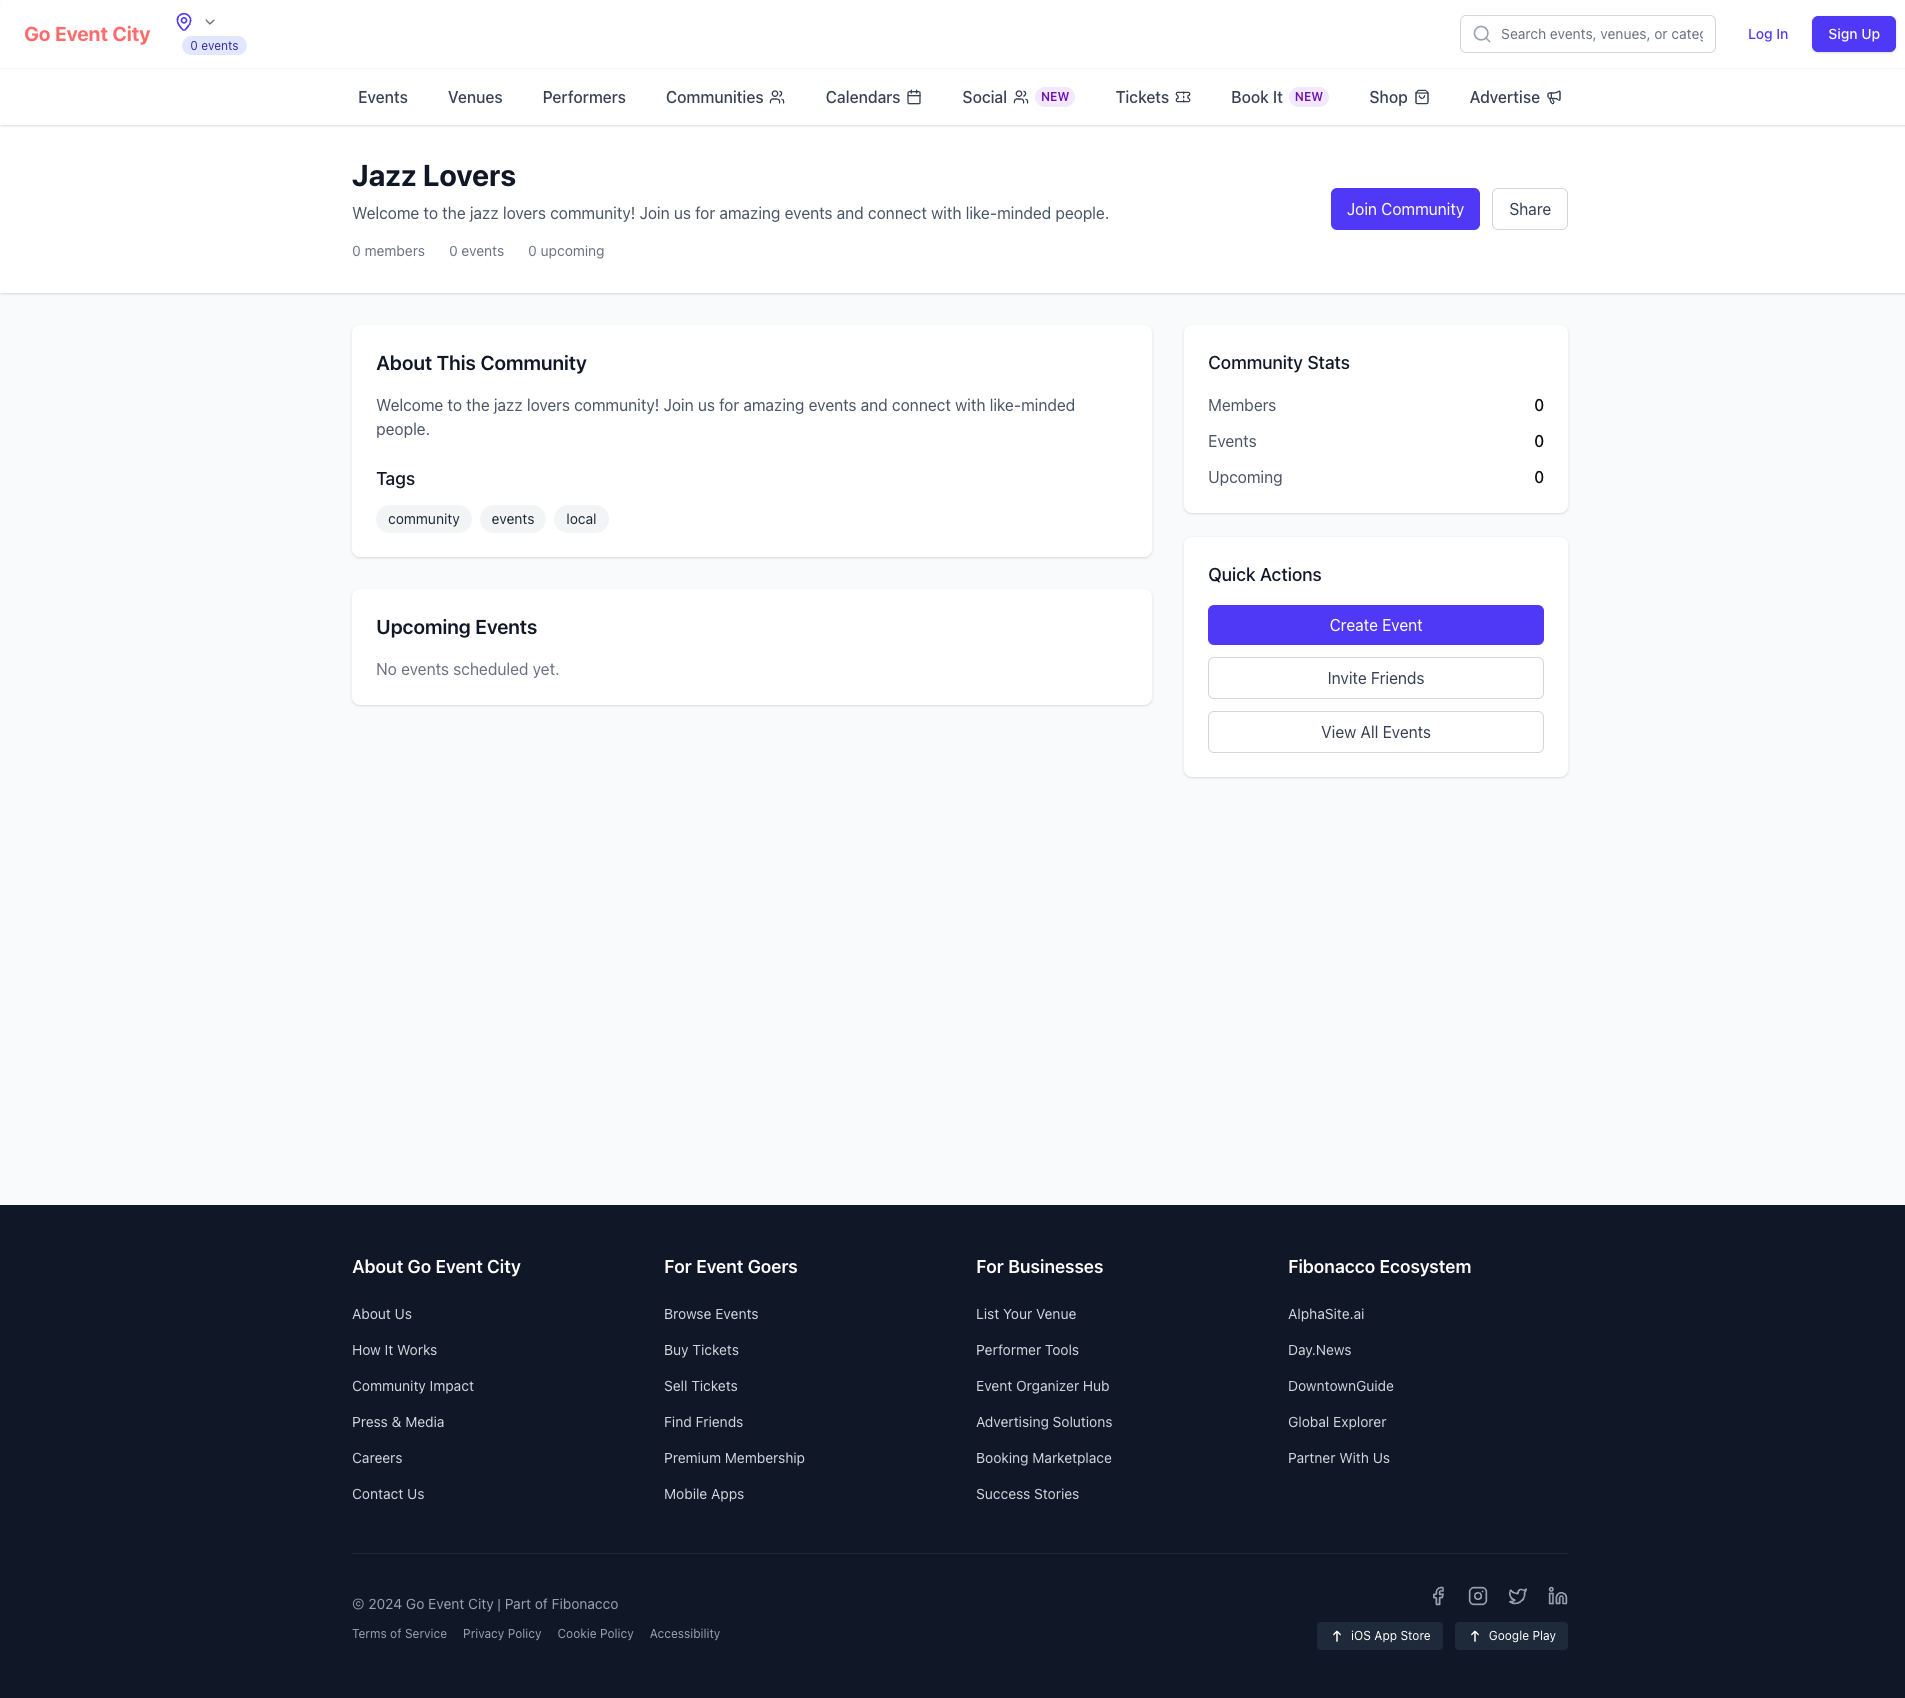 Go Event City
0 events
Search events, venues, or categ
Log In
Sign Up
Events
Venues
Performers
Communities
Calendars
Social NEW
Tickets
Book It NEW
Shop
Advertise
Jazz Lovers
Welcome to the jazz lovers community! Join us for amazing events and connect with like-minded people.
0 members
0 events
0 upcoming
Join Community
Share
About This Community
Welcome to the jazz lovers community! Join us for amazing events and connect with like-minded
people.
Tags
community
events
local
Upcoming Events
No events scheduled yet.
Community Stats
Members 0
Events 0
Upcoming 0
Quick Actions
Create Event
Invite Friends
View All Events
About Go Event City
About Us
How It Works
Community Impact
Press & Media
Careers
Contact Us
For Event Goers
Browse Events
Buy Tickets
Sell Tickets
Find Friends
Premium Membership
Mobile Apps
For Businesses
List Your Venue
Performer Tools
Event Organizer Hub
Advertising Solutions
Booking Marketplace
Success Stories
Fibonacco Ecosystem
AlphaSite.ai
Day.News
DowntownGuide
Global Explorer
Partner With Us
© 2024 Go Event City | Part of Fibonacco
Terms of Service
Privacy Policy
Cookie Policy
Accessibility
iOS App Store
Google Play